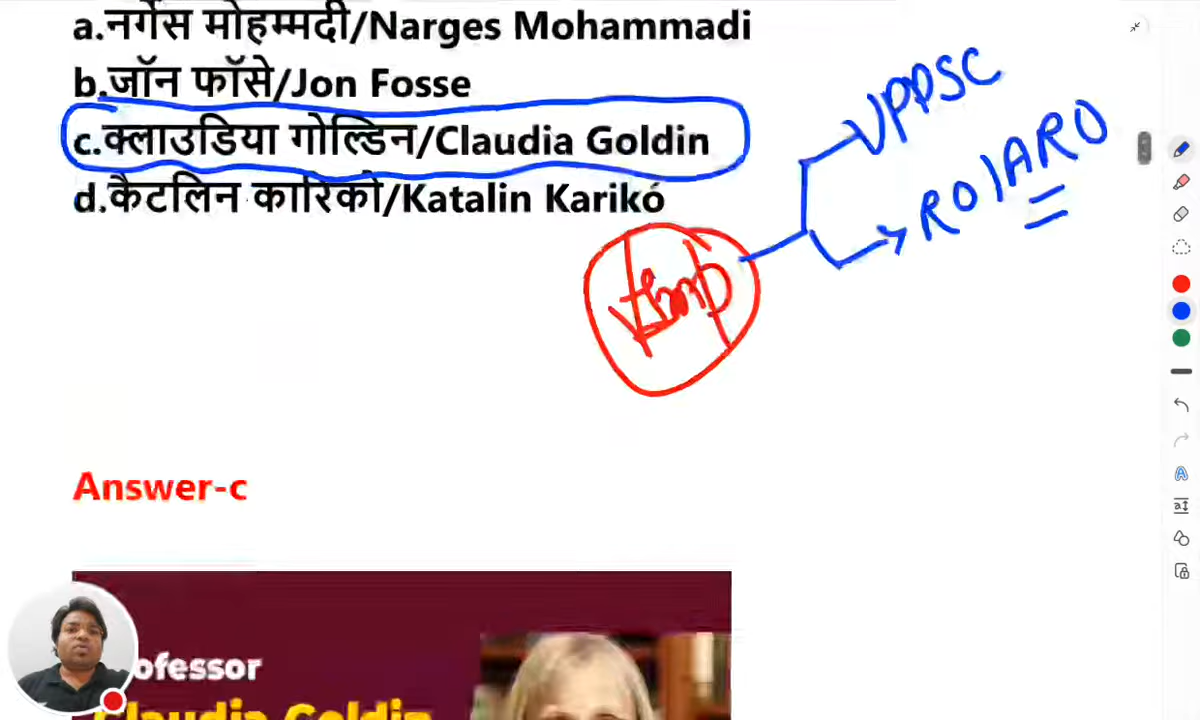 a.नर्गेस मोहम्मदी/Narges Mohammadi
b.जॉन फॉसे/Jon Fosse
c.क्लाउडिया गोल्डिन/Claudia Goldin
d.कैटलिन कारिको/Katalin Karikó
UPPSC
RO/ARO
VImp
Answer-c
ofessor
Claudia Goldin